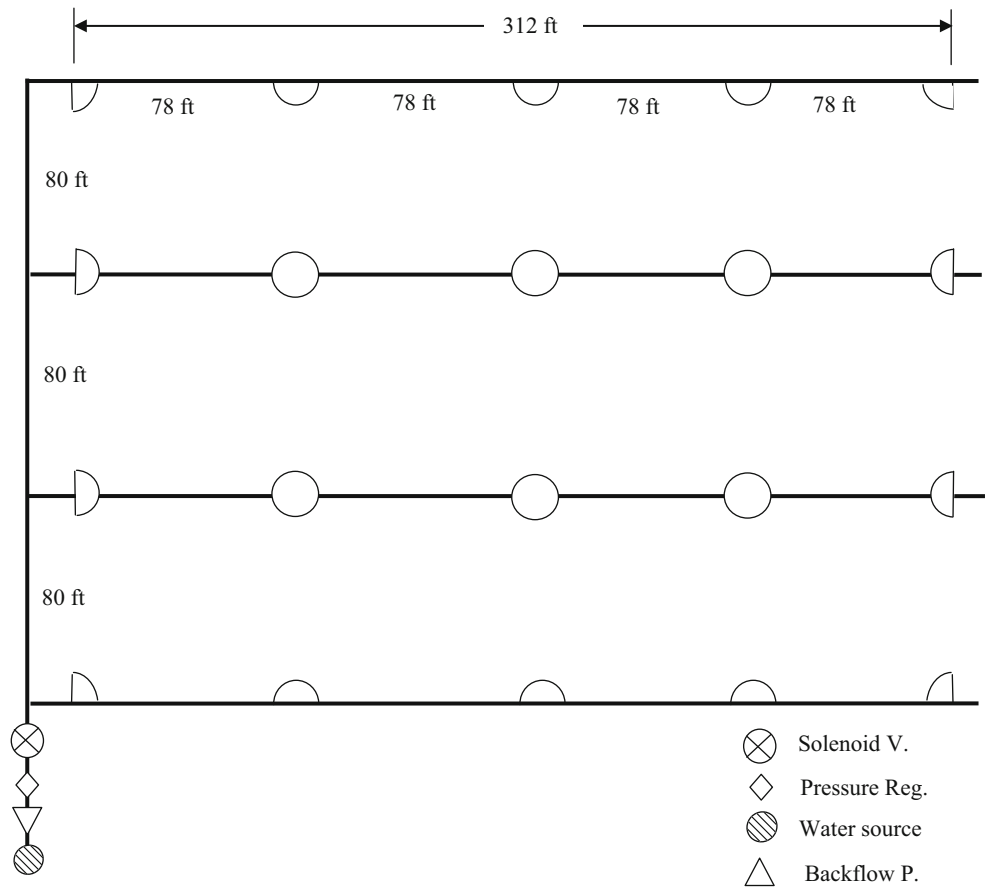 312 ft
78 ft
78 ft
78 ft
78 ft
80 ft
80 ft
80 ft
Solenoid V.
Pressure Reg.
Water source
Backflow P.